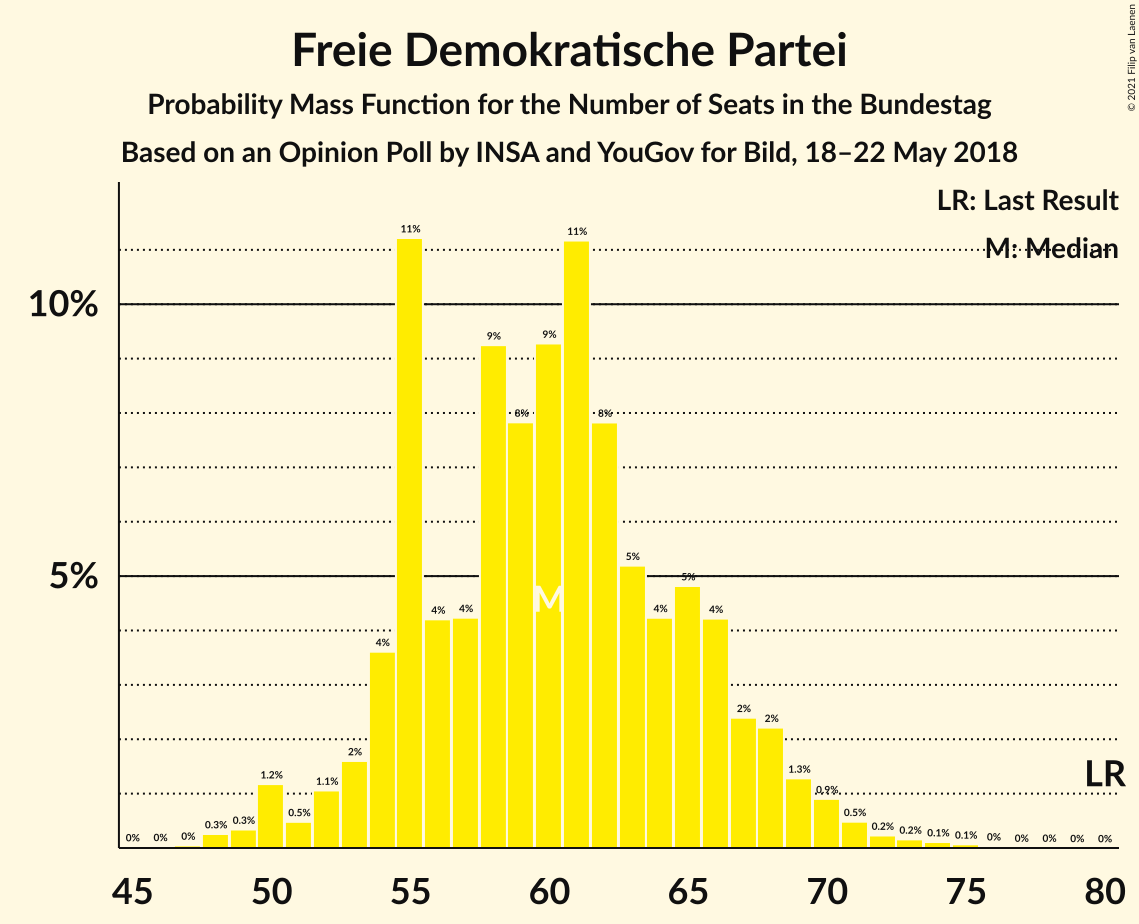 Freie Demokratische Partei
Probability Mass Function for the Number of Seats in the Bundestag
Based on an Opinion Poll by INSA and YouGov for Bild, 18–22 May 2018
© 2021 Filip van Laenen
LR: Last Result
M: Median
10%
5%
0% 0% 0% 0.3% 0.3% 1.2% 0.5% 1.1% 2% 4% 11% 4% 4% 9% 8% 9% 11% 8% 5% 4% 5% 4% 2% 2% 1.3% 0.9% 0.5% 0.2% 0.2% 0.1% 0.1% 0% 0% 0% 0% 0%
M
LR
45 50 55 60 65 70 75 80